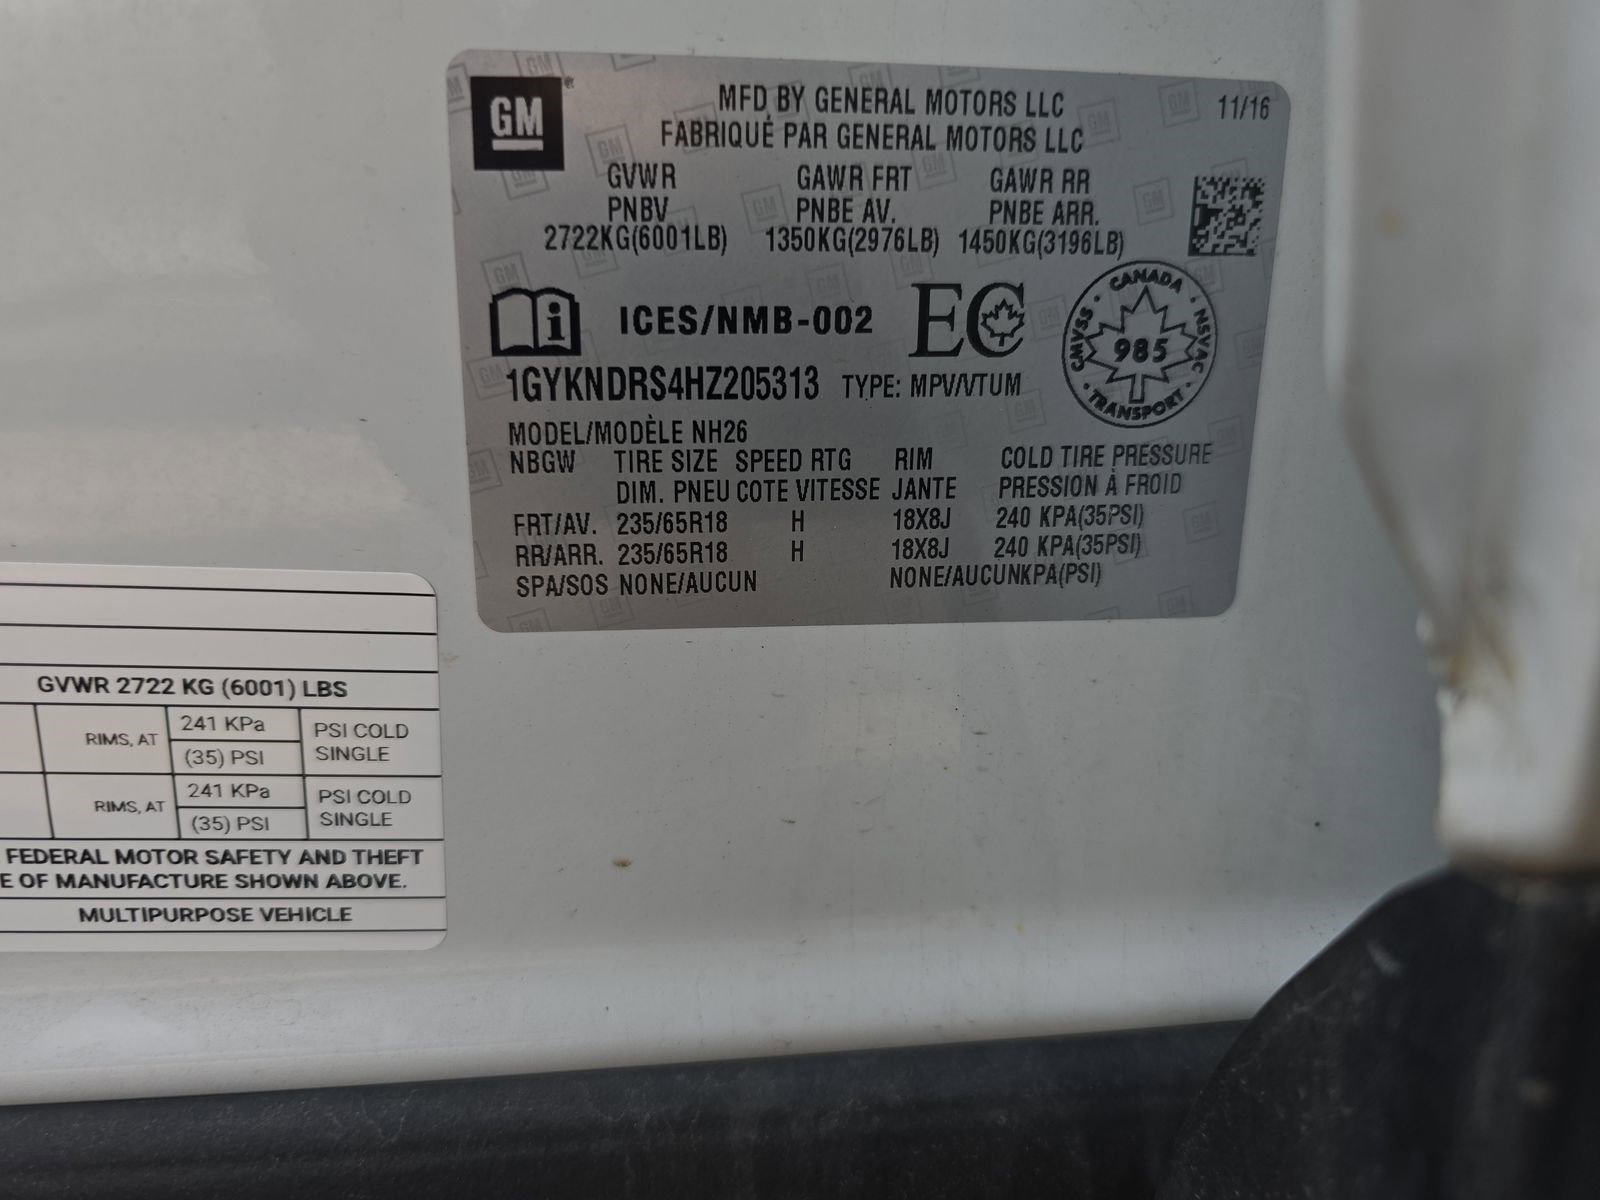 GM
MFD BY GENERAL MOTORS LLC 11/16
FABRIQUÉ PAR GENERAL MOTORS LLC
GVWR GAWR FRT GAWR RR
PNBV PNBE AV. PNBE ARR.
2722KG(6001LB) 1350KG(2976LB) 1450KG(3196LB)
i ICES/NMB-002 EC
CANADA · NSVAC · TRANSPORT · CMVSS ·
985
1GYKNDRS4HZ205313 TYPE: MPV/VTUM
MODEL/MODÈLE NH26
NBGW TIRE SIZE SPEED RTG RIM COLD TIRE PRESSURE
DIM. PNEU COTE VITESSE JANTE PRESSION À FROID
FRT/AV. 235/65R18 H 18X8J 240 KPA(35PSI)
RR/ARR. 235/65R18 H 18X8J 240 KPA(35PSI)
SPA/SOS NONE/AUCUN NONE/AUCUNKPA(PSI)
GVWR 2722 KG (6001) LBS
RIMS, AT 241 KPa PSI COLD
(35) PSI SINGLE
RIMS, AT 241 KPa PSI COLD
(35) PSI SINGLE
FEDERAL MOTOR SAFETY AND THEFT
E OF MANUFACTURE SHOWN ABOVE.
MULTIPURPOSE VEHICLE